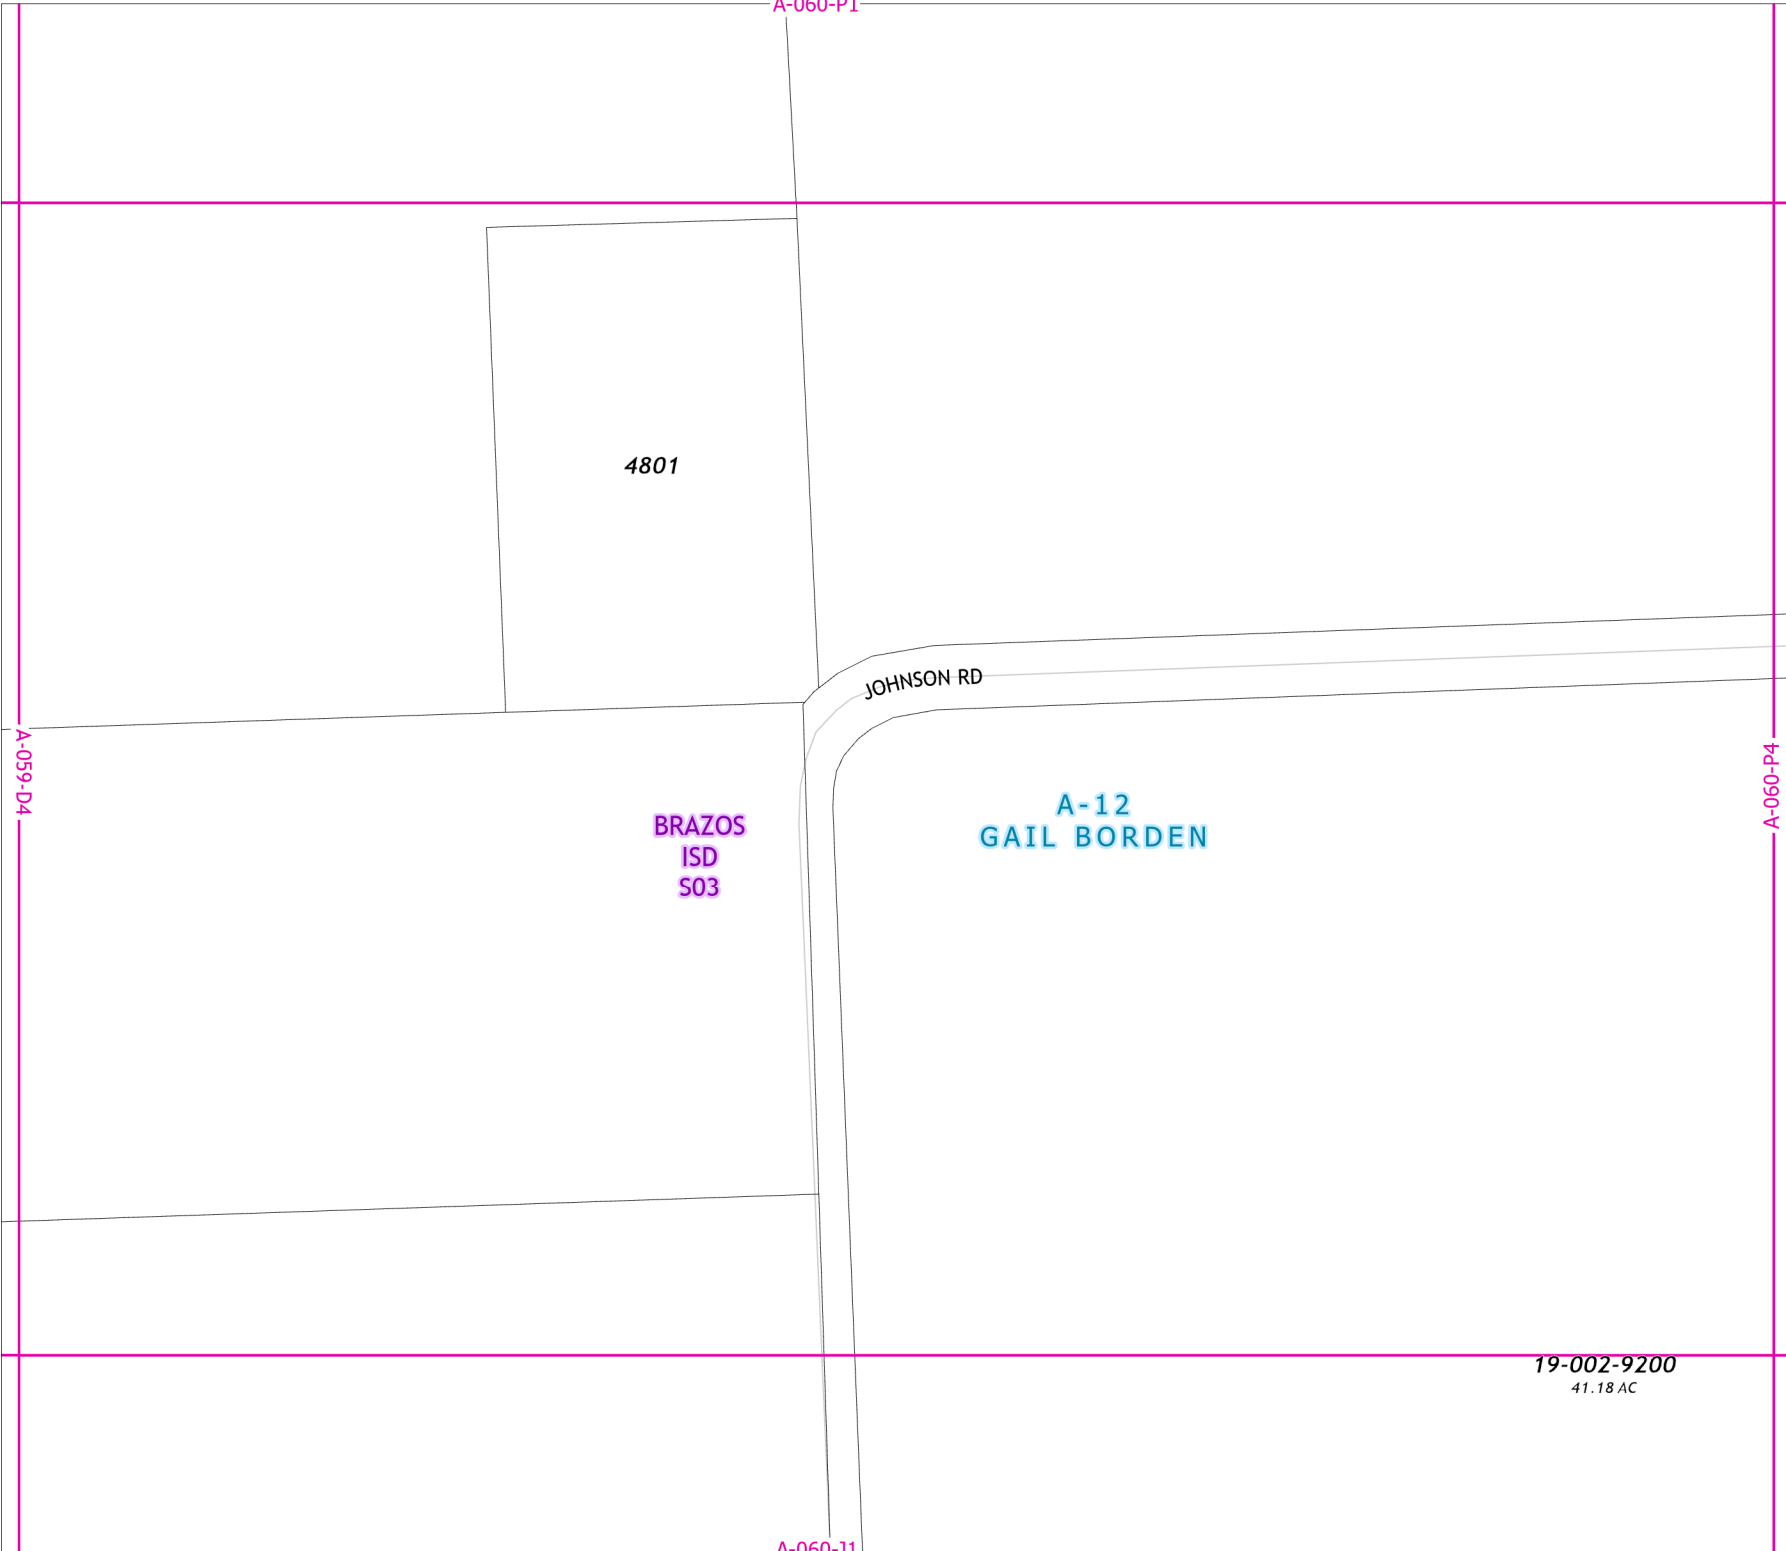 A-060-P1
4801
JOHNSON RD
A-059-D4
A-060-P4
A-12
GAIL BORDEN
BRAZOS
ISD
S03
19-002-9200
41.18 AC
A-060-J1